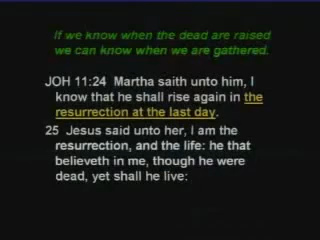 If we know when the dead are raised
we can know when we are gathered.
JOH 11:24  Martha saith unto him, I
know that he shall rise again in the
resurrection at the last day.
25  Jesus said unto her, I am the
resurrection, and the life: he that
believeth in me, though he were
dead, yet shall he live: